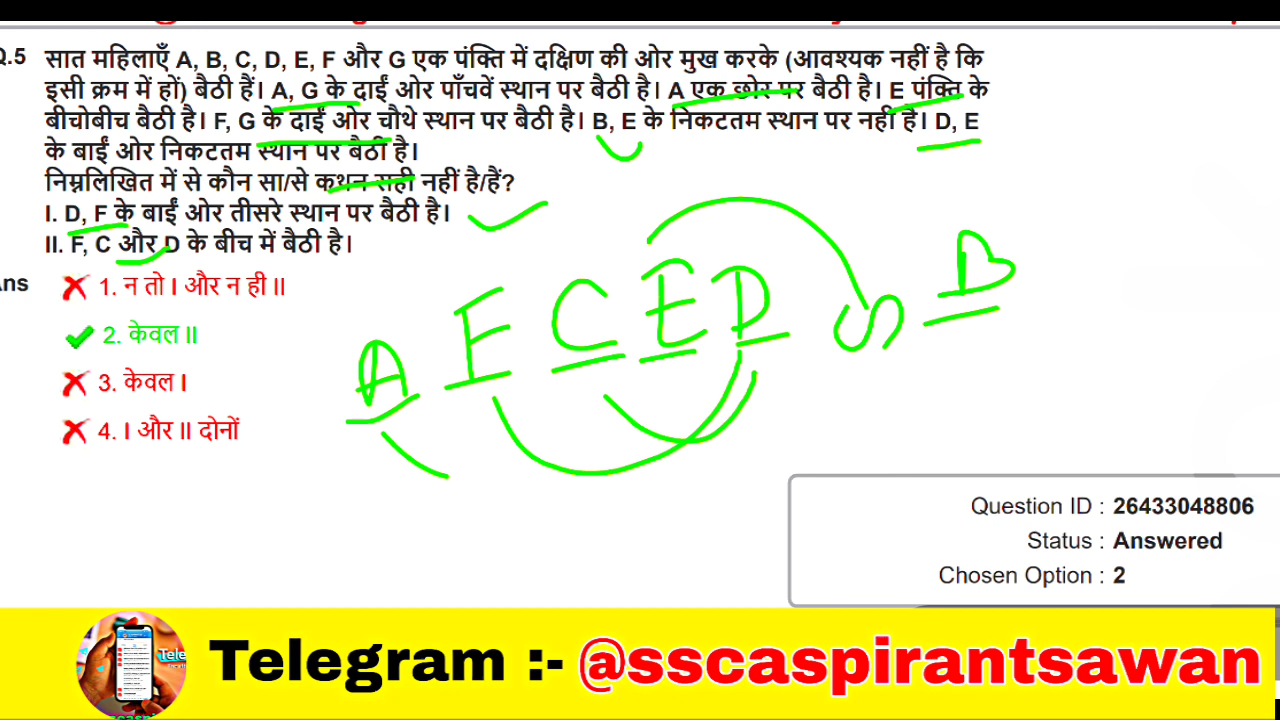 Q.5 सात महिलाएँ A, B, C, D, E, F और G एक पंक्ति में दक्षिण की ओर मुख करके (आवश्यक नहीं है कि
इसी क्रम में हों) बैठी हैं। A, G के दाईं ओर पाँचवें स्थान पर बैठी है। A एक छोर पर बैठी है। E पंक्ति के
बीचोबीच बैठी है। F, G के दाईं ओर चौथे स्थान पर बैठी है। B, E के निकटतम स्थान पर नहीं है। D, E
के बाईं ओर निकटतम स्थान पर बैठी है।
निम्नलिखित में से कौन सा/से कथन सही नहीं है/हैं?
I. D, F के बाईं ओर तीसरे स्थान पर बैठी है।
II. F, C और D के बीच में बैठी है।
Ans 1. न तो I और न ही II
2. केवल II
3. केवल I
4. I और II दोनों
A F C E D G B
Question ID : 26433048806
Status : Answered
Chosen Option : 2
Telegram :- @sscaspirantsawan